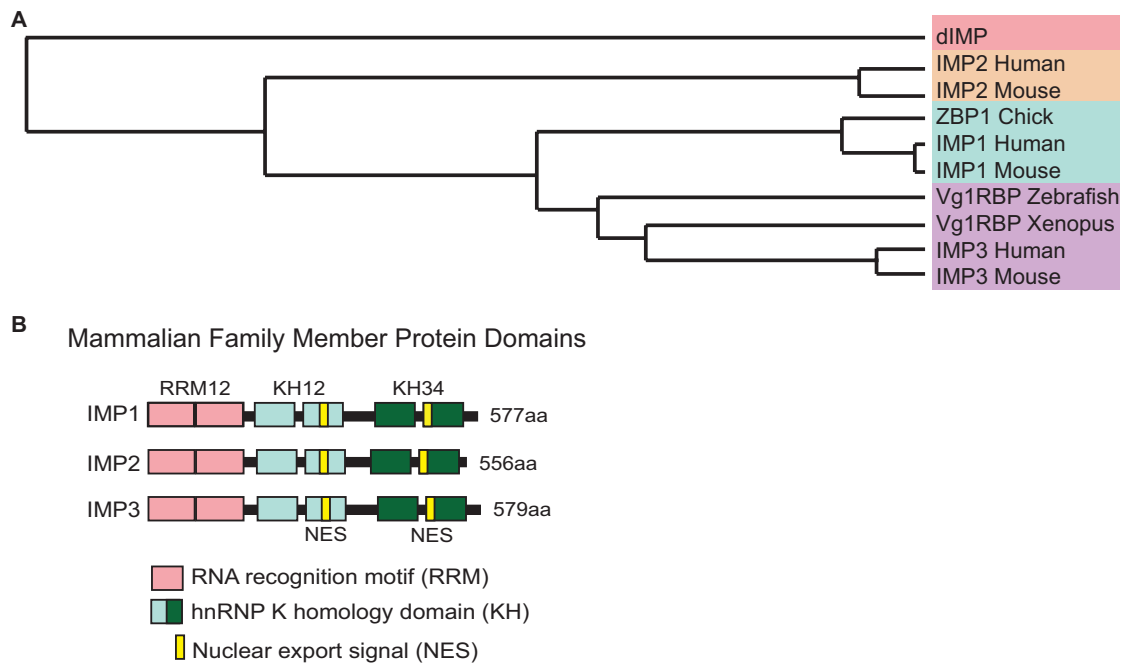 A
dIMP
IMP2 Human
IMP2 Mouse
ZBP1 Chick
IMP1 Human
IMP1 Mouse
Vg1RBP Zebrafish
Vg1RBP Xenopus
IMP3 Human
IMP3 Mouse
B
Mammalian Family Member Protein Domains
RRM12 KH12 KH34
IMP1 577aa
IMP2 556aa
IMP3 579aa
NES NES
RNA recognition motif (RRM)
hnRNP K homology domain (KH)
Nuclear export signal (NES)